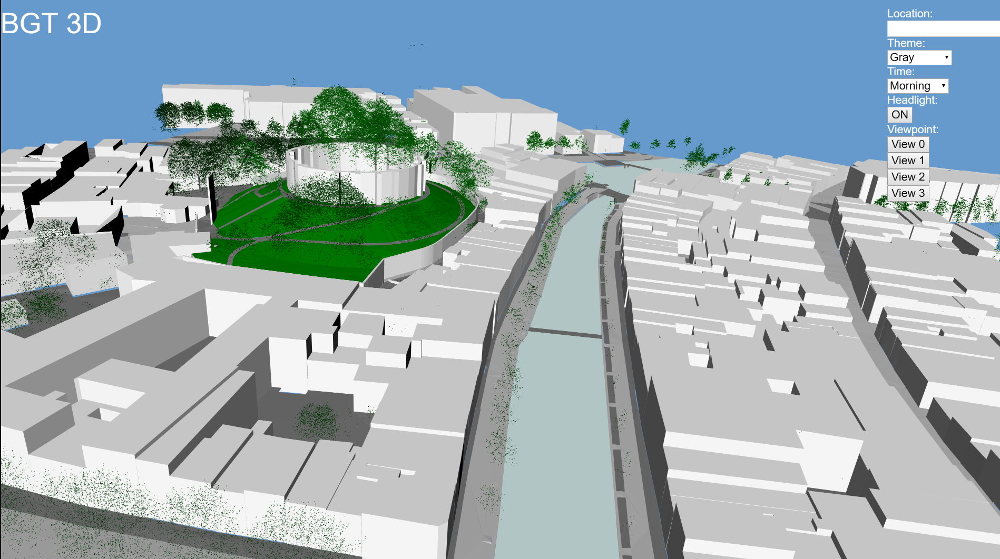 BGT 3D
Location:
Theme:
Gray
Time:
Morning
Headlight:
ON
Viewpoint:
View 0
View 1
View 2
View 3